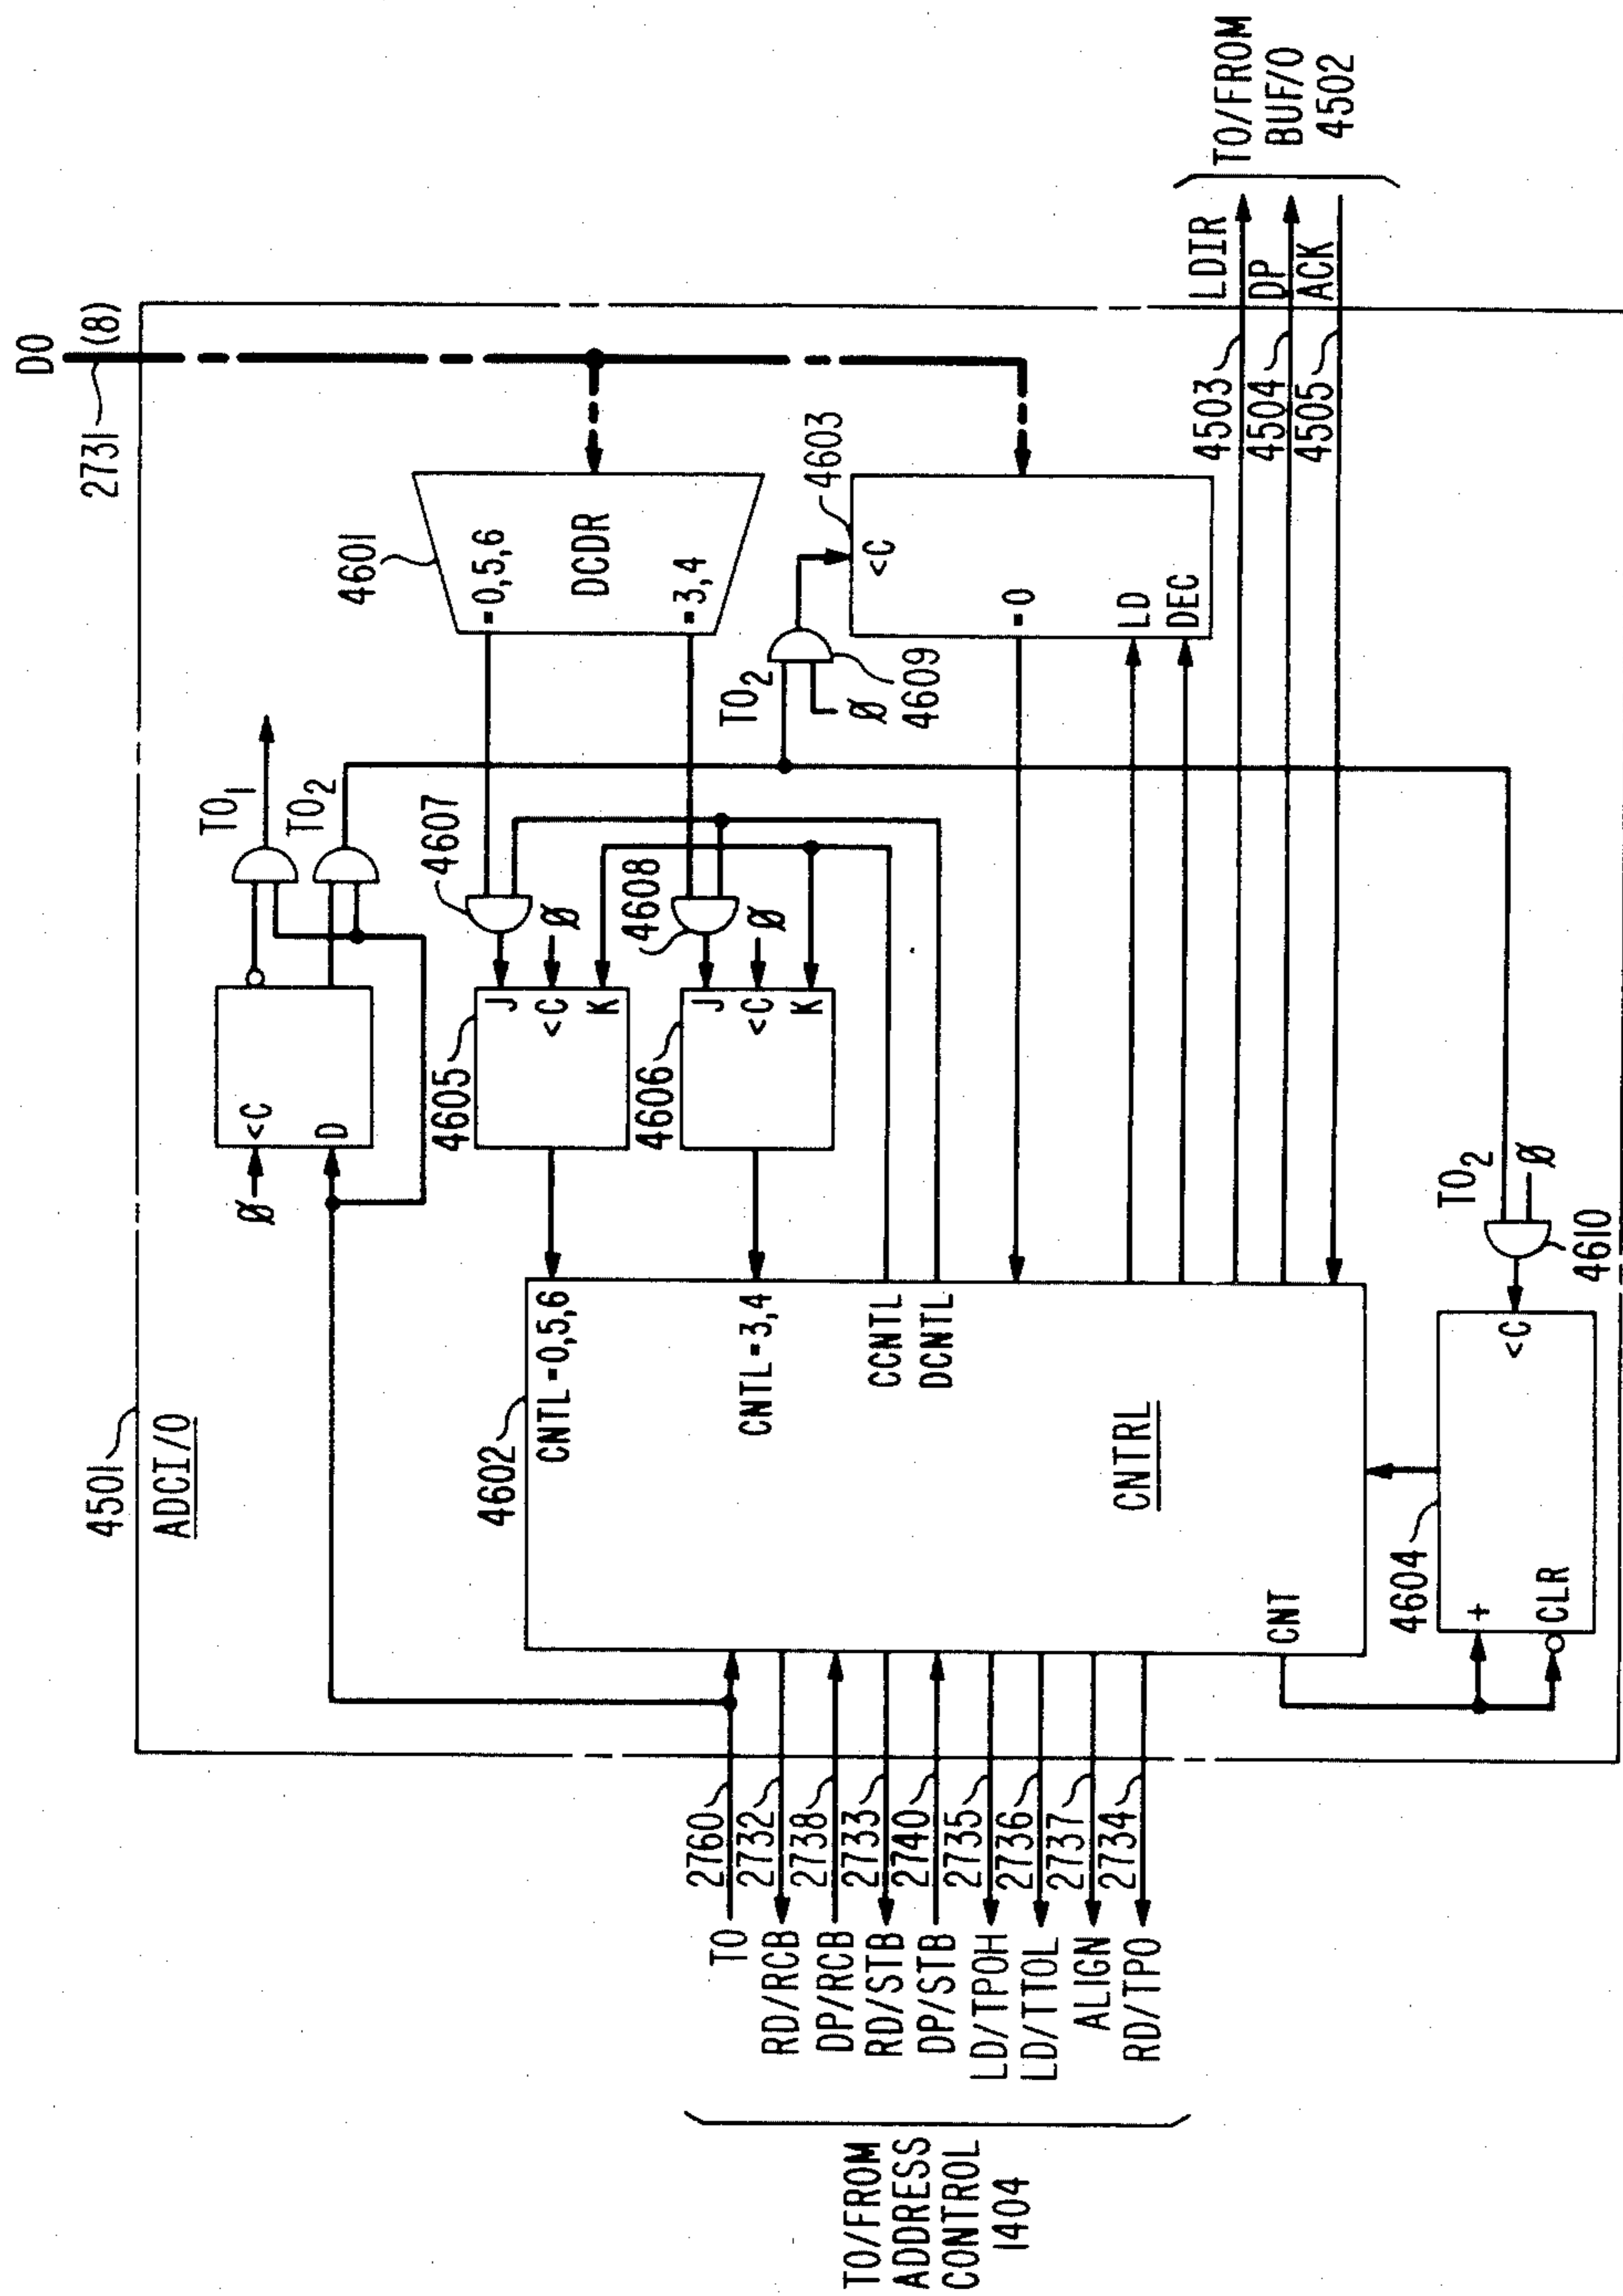 DO
2731
(8)
4501
ADCI/O
TO1
TO2
Ø
<C
D
4601
=0,5,6
DCDR
=3,4
4607
4608
Ø
Ø
4605
J
<C
K
4606
J
<C
K
TO2
Ø
4609
4603
<C
=0
LD
DEC
4602
CNTL=0,5,6
CNTL=3,4
CCNTL
DCNTL
CNTRL
CNT
4503
LDIR
4504
DP
4505
ACK
TO/FROM
BUF/O
4502
TO2
Ø
4610
4604
<C
+
CLR
TO
2760
RD/RCB
2732
DP/RCB
2738
RD/STB
2733
DP/STB
2740
LD/TPOH
2735
LD/TTOL
2736
ALIGN
2737
RD/TPO
2734
TO/FROM
ADDRESS
CONTROL
1404